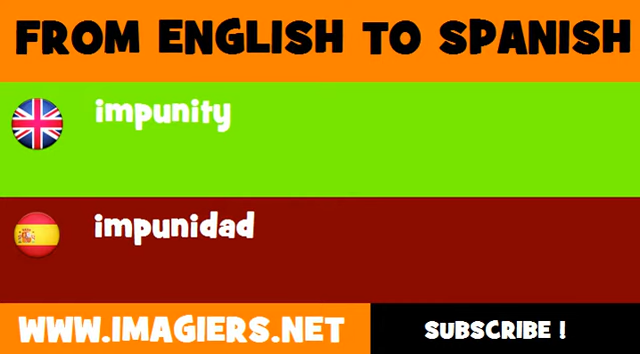 FROM ENGLISH TO SPANISH
impunity
impunidad
WWW.IMAGIERS.NET
SUBSCRIBE !